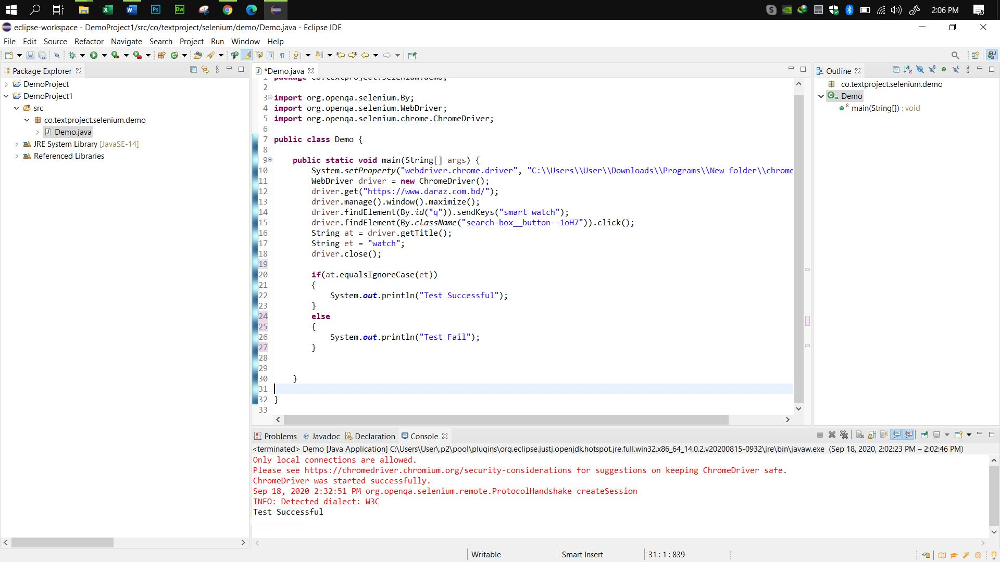 2:06 PM
eclipse-workspace - DemoProject1/src/co/textproject/selenium/demo/Demo.java - Eclipse IDE
File Edit Source Refactor Navigate Search Project Run Window Help
Package Explorer
DemoProject
DemoProject1
src
co.textproject.selenium.demo
Demo.java
JRE System Library [JavaSE-14]
Referenced Libraries
*Demo.java
1 package co.textproject.selenium.demo;
2
3 import org.openqa.selenium.By;
4 import org.openqa.selenium.WebDriver;
5 import org.openqa.selenium.chrome.ChromeDriver;
6
7 public class Demo {
8
9 public static void main(String[] args) {
10 System.setProperty("webdriver.chrome.driver", "C:\\Users\\User\\Downloads\\Programs\\New folder\\chrome
11 WebDriver driver = new ChromeDriver();
12 driver.get("https://www.daraz.com.bd/");
13 driver.manage().window().maximize();
14 driver.findElement(By.id("q")).sendKeys("smart watch");
15 driver.findElement(By.className("search-box__button--1oH7")).click();
16 String at = driver.getTitle();
17 String et = "watch";
18 driver.close();
19
20 if(at.equalsIgnoreCase(et))
21 {
22 System.out.println("Test Successful");
23 }
24 else
25 {
26 System.out.println("Test Fail");
27 }
28
29
30 }
31
32 }
33
Outline
co.textproject.selenium.demo
Demo
main(String[]) : void
Problems Javadoc Declaration Console
<terminated> Demo [Java Application] C:\Users\User\.p2\pool\plugins\org.eclipse.justj.openjdk.hotspot.jre.full.win32.x86_64_14.0.2.v20200815-0932\jre\bin\javaw.exe (Sep 18, 2020, 2:02:23 PM – 2:02:46 PM)
Only local connections are allowed.
Please see https://chromedriver.chromium.org/security-considerations for suggestions on keeping ChromeDriver safe.
ChromeDriver was started successfully.
Sep 18, 2020 2:32:51 PM org.openqa.selenium.remote.ProtocolHandshake createSession
INFO: Detected dialect: W3C
Test Successful
Writable Smart Insert 31 : 1 : 839